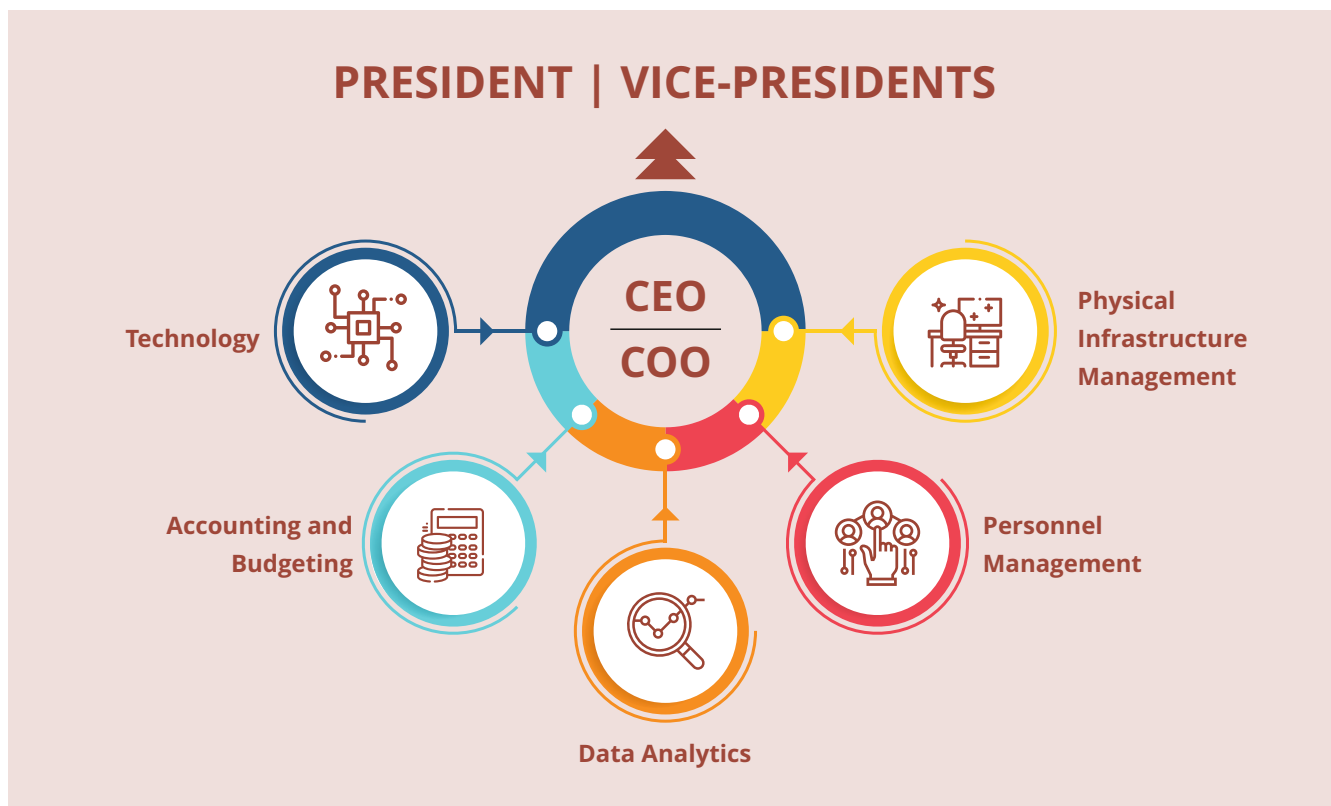 PRESIDENT | VICE-PRESIDENTS
CEO
COO
Technology
Physical
Infrastructure
Management
Accounting and
Budgeting
Personnel
Management
Data Analytics